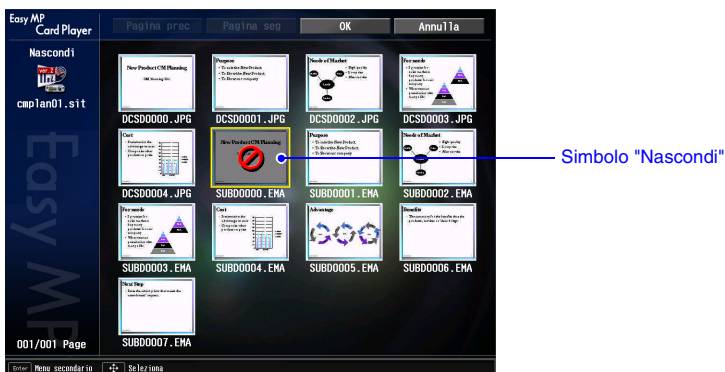 Easy MP
Card Player
Pagina prec
Pagina seg
OK
Annulla
Nascondi
ver. 2
cmplan01.sit
New Product CM Planning
Purpose
Needs of Market
For needs
DCSD0000.JPG
DCSD0001.JPG
DCSD0002.JPG
DCSD0003.JPG
Cost
New Product CM Planning
Purpose
Needs of Market
Simbolo "Nascondi"
DCSD0004.JPG
SUBD0000.EMA
SUBD0001.EMA
SUBD0002.EMA
For needs
Cost
Advantage
Benefits
SUBD0003.EMA
SUBD0004.EMA
SUBD0005.EMA
SUBD0006.EMA
Next Step
SUBD0007.EMA
Easy MP
001/001 Page
Enter Menu secondario
Seleziona